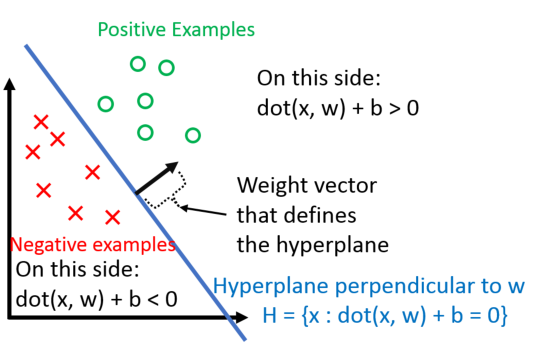 Positive Examples
On this side:
dot(x, w) + b > 0
Weight vector
that defines
the hyperplane
Negative examples
On this side:
dot(x, w) + b < 0
Hyperplane perpendicular to w
H = {x : dot(x, w) + b = 0}